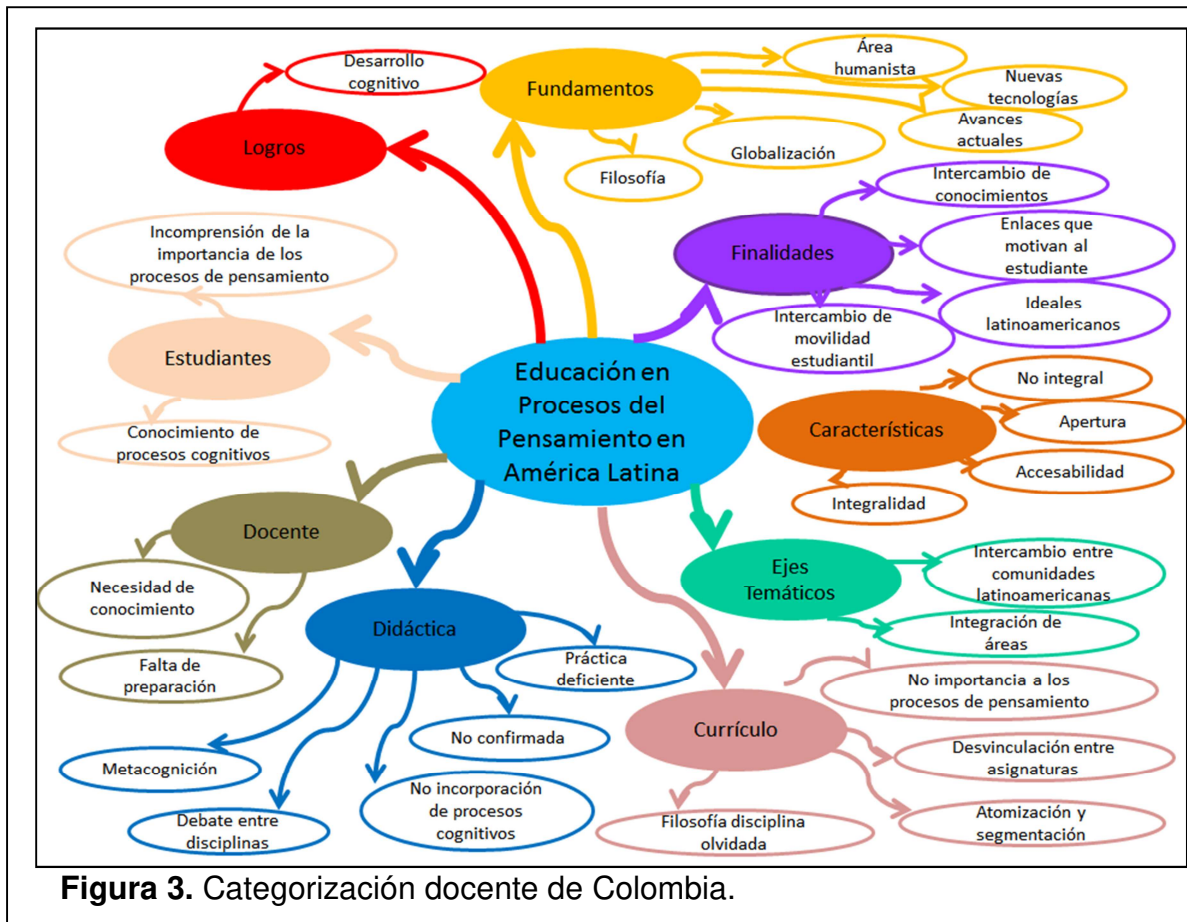 Desarrollo
cognitivo
Logros
Fundamentos
Área
humanista
Nuevas
tecnologías
Avances
actuales
Globalización
Filosofía
Intercambio de
conocimientos
Enlaces que
motivan al
estudiante
Finalidades
Ideales
latinoamericanos
Intercambio de
movilidad
estudiantil
Incomprensión de la
importancia de los
procesos de pensamiento
Estudiantes
Conocimiento de
procesos cognitivos
Educación en
Procesos del
Pensamiento en
América Latina
No integral
Características
Apertura
Accesabilidad
Integralidad
Docente
Necesidad de
conocimiento
Falta de
preparación
Didáctica
Práctica
deficiente
No confirmada
Metacognición
No incorporación
de procesos
cognitivos
Debate entre
disciplinas
Ejes
Temáticos
Intercambio entre
comunidades
latinoamericanas
Integración de
áreas
No importancia a los
procesos de pensamiento
Currículo
Desvinculación entre
asignaturas
Atomización y
segmentación
Filosofía disciplina
olvidada
Figura 3. Categorización docente de Colombia.